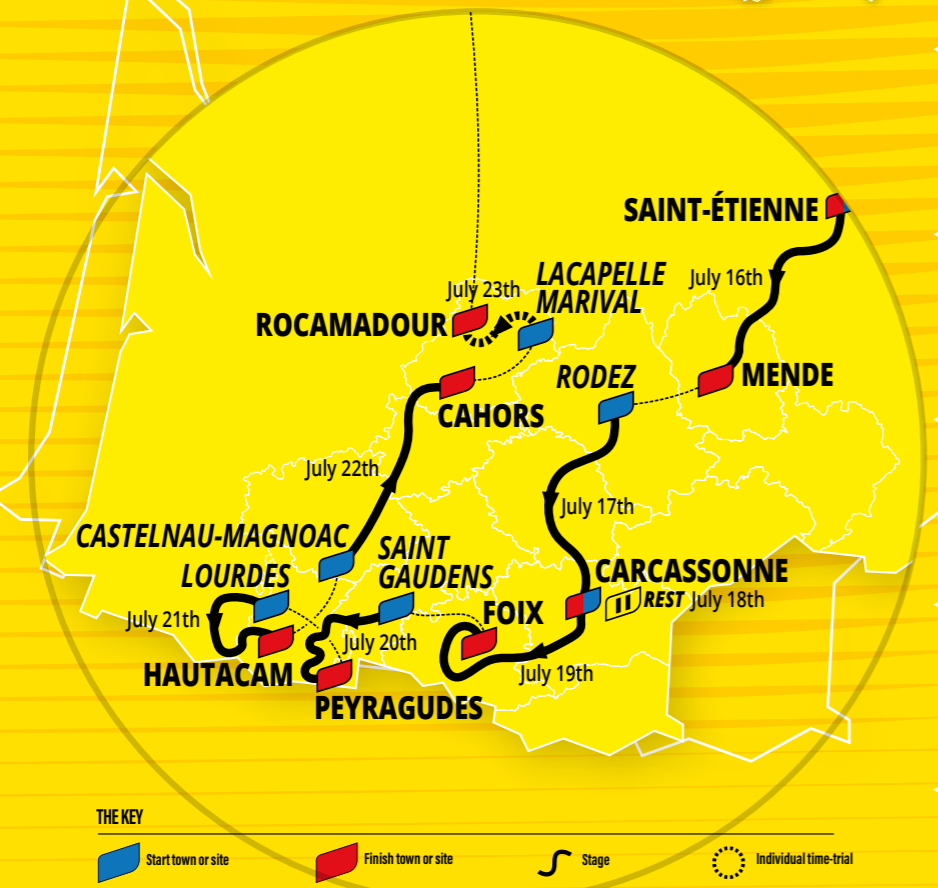 SAINT-ÉTIENNE
July 16th
LACAPELLE
MARIVAL
July 23th
ROCAMADOUR
MENDE
RODEZ
CAHORS
July 22th
July 17th
CASTELNAU-MAGNOAC
SAINT
GAUDENS
LOURDES
CARCASSONNE
REST July 18th
FOIX
July 21th
July 20th
HAUTACAM
July 19th
PEYRAGUDES
THE KEY
Start town or site
Finish town or site
Stage
Individual time-trial